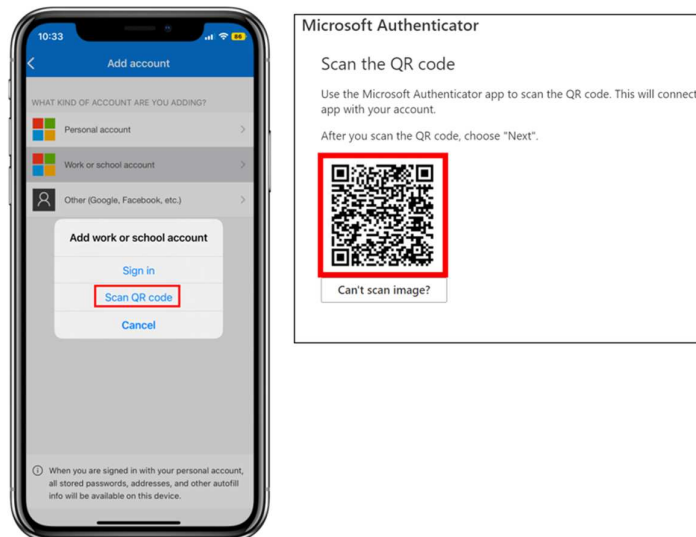 10:33
86
Add account
WHAT KIND OF ACCOUNT ARE YOU ADDING?
Personal account
Work or school account
Other (Google, Facebook, etc.)
Add work or school account
Sign in
Scan QR code
Cancel
When you are signed in with your personal account,
all stored passwords, addresses, and other autofill
info will be available on this device.
Microsoft Authenticator
Scan the QR code
Use the Microsoft Authenticator app to scan the QR code. This will connect
app with your account.
After you scan the QR code, choose "Next".
Can't scan image?